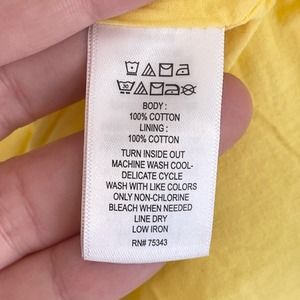 30
BODY :
100% COTTON
LINING :
100% COTTON
TURN INSIDE OUT
MACHINE WASH COOL-
DELICATE CYCLE
WASH WITH LIKE COLORS
ONLY NON-CHLORINE
BLEACH WHEN NEEDED
LINE DRY
LOW IRON
RN# 75343